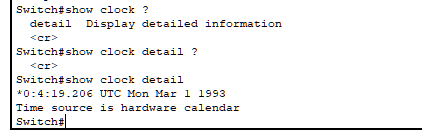 Switch#show clock ?
  detail  Display detailed information
  <cr>
Switch#show clock detail ?
  <cr>
Switch#show clock detail
*0:4:19.206 UTC Mon Mar 1 1993
Time source is hardware calendar
Switch#